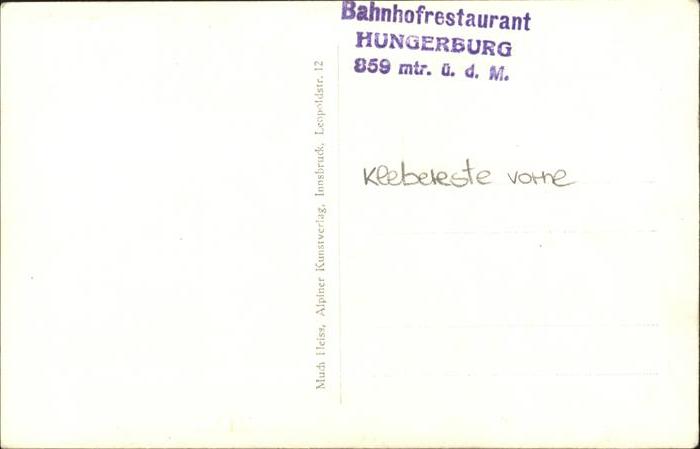 Bahnhofrestaurant
HUNGERBURG
859 mtr. ü. d. M.
Much Heiss, Alpiner Kunstverlag, Innsbruck, Leopoldstr. 12
Klebereste vorne